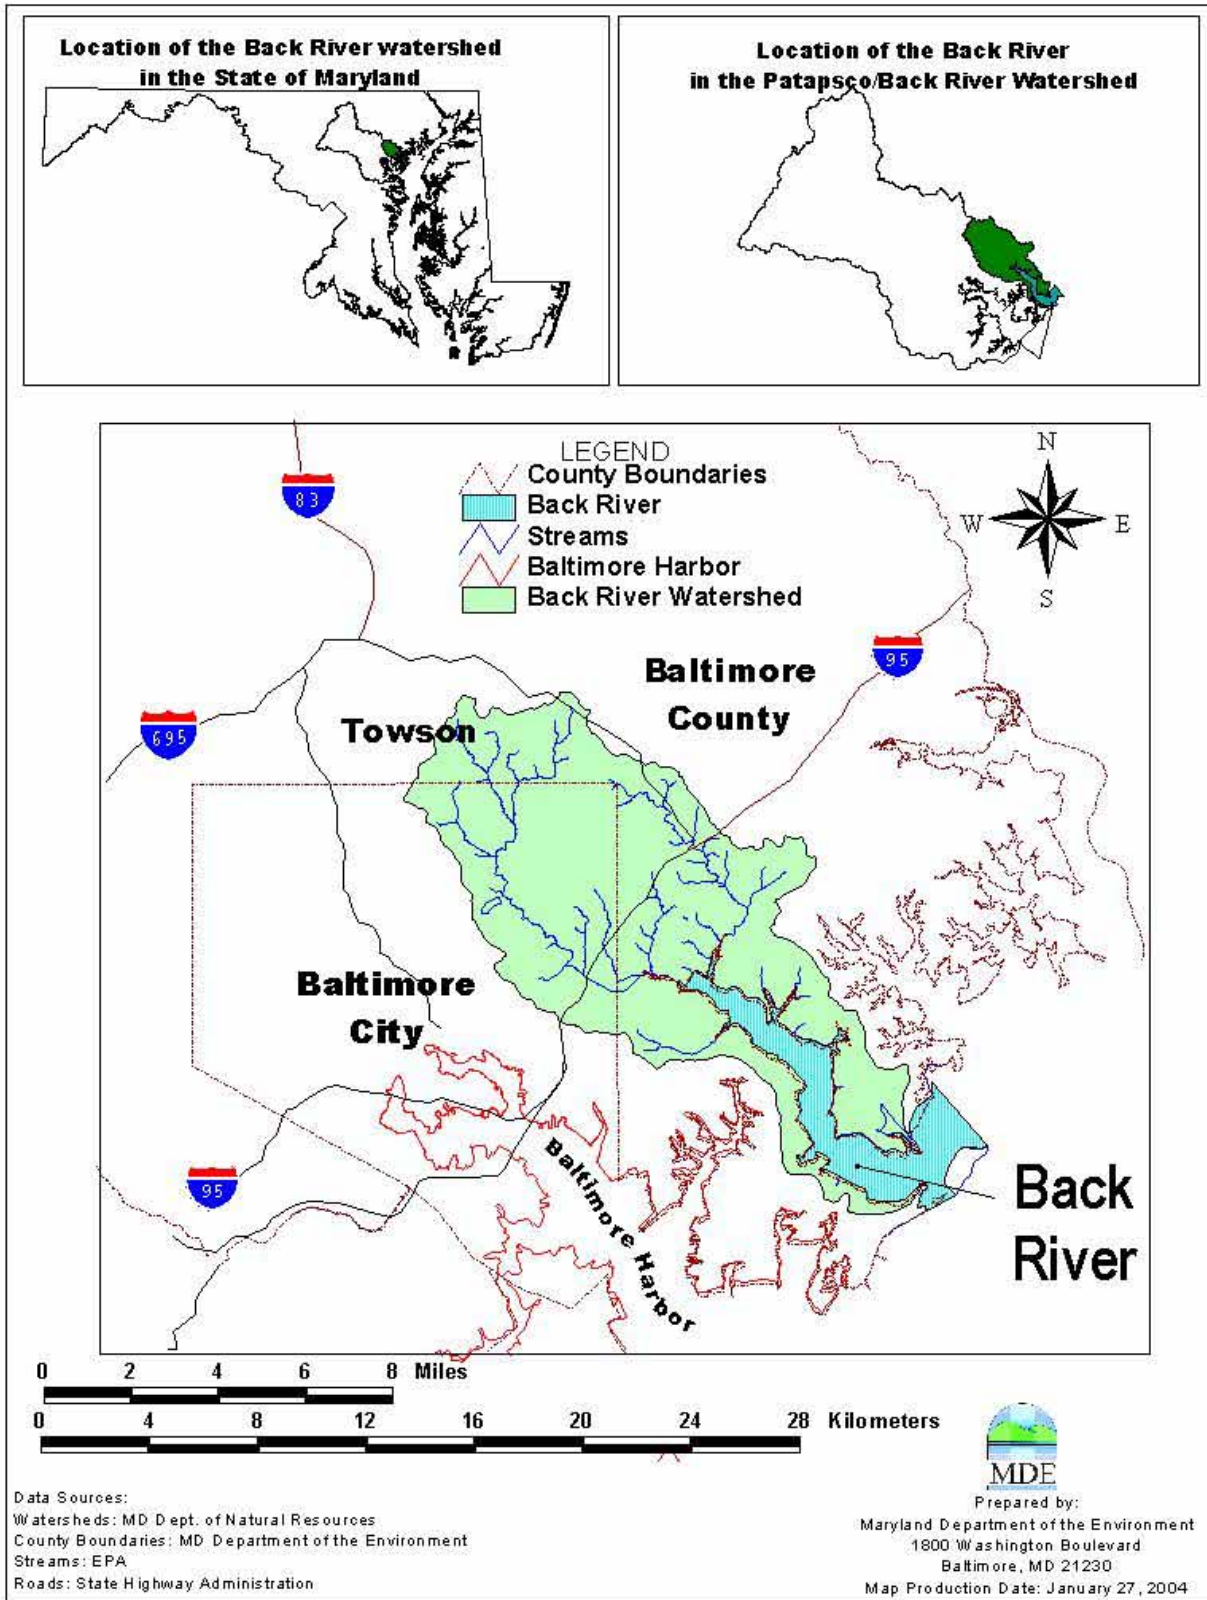 Location of the Back River watershed
in the State of Maryland
Location of the Back River
in the Patapsco/Back River Watershed
LEGEND
County Boundaries
Back River
Streams
Baltimore Harbor
Back River Watershed
N
W
E
S
83
95
695
Baltimore
County
Towson
Baltimore
City
95
Baltimore Harbor
Back
River
0 2 4 6 8 Miles
0 4 8 12 16 20 24 28 Kilometers
MDE
Data Sources:
Watersheds: MD Dept. of Natural Resources
County Boundaries: MD Department of the Environment
Streams: EPA
Roads: State Highway Administration
Prepared by:
Maryland Department of the Environment
1800 Washington Boulevard
Baltimore, MD 21230
Map Production Date: January 27, 2004